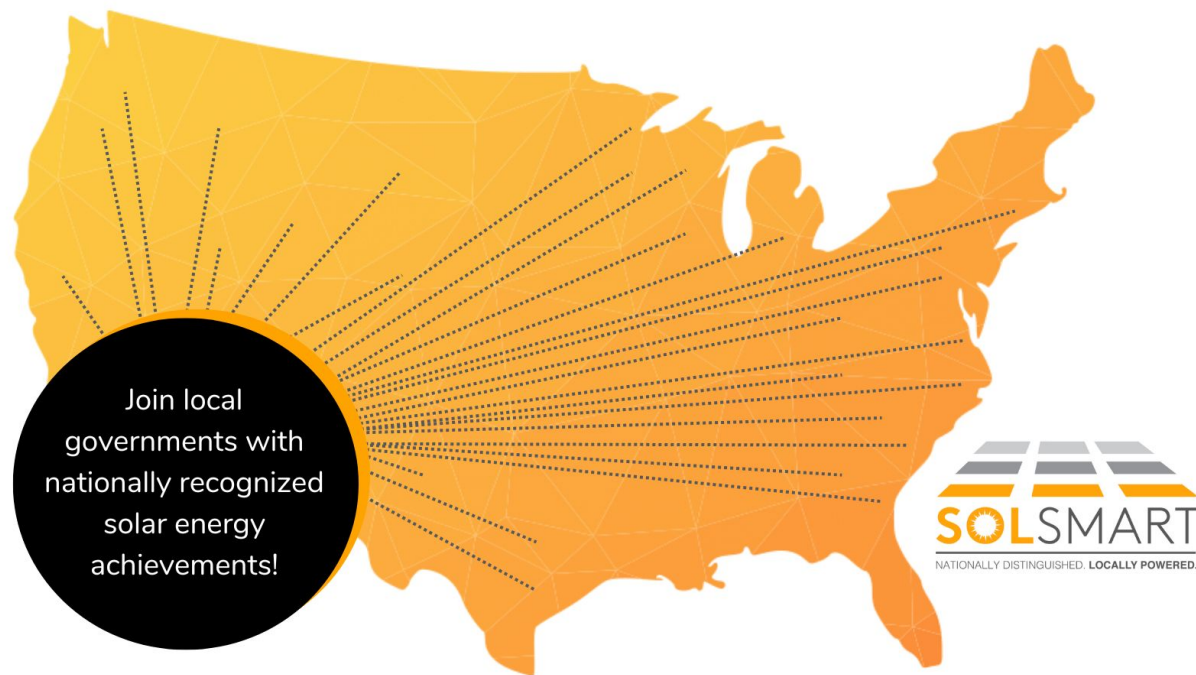 Join local
governments with
nationally recognized
solar energy
achievements!
SOLSMART
NATIONALLY DISTINGUISHED. LOCALLY POWERED.